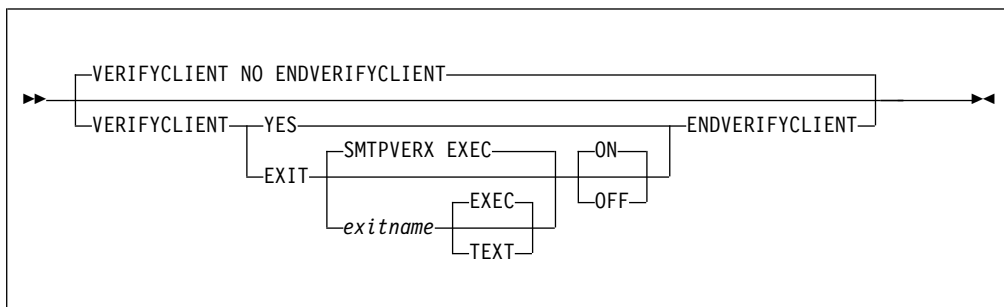 VERIFYCLIENT NO ENDVERIFYCLIENT
VERIFYCLIENT YES ENDVERIFYCLIENT
SMTPVERX EXEC ON
EXIT
OFF
exitname EXEC
TEXT